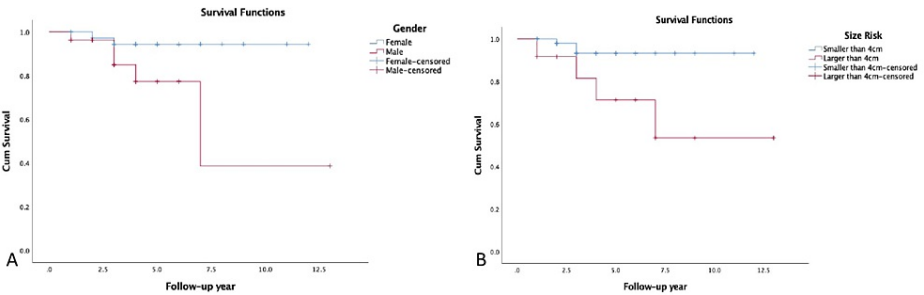 Survival Functions
Gender
Female
Male
Female-censored
Male-censored
Cum Survival
1.0
0.8
0.6
0.4
0.2
0.0
.0
2.5
5.0
7.5
10.0
12.5
Follow-up year
A
Survival Functions
Size Risk
Smaller than 4cm
Larger than 4cm
Smaller than 4cm-censored
Larger than 4cm-censored
Cum Survival
1.0
0.8
0.6
0.4
0.2
0.0
.0
2.5
5.0
7.5
10.0
12.5
Follow-up year
B